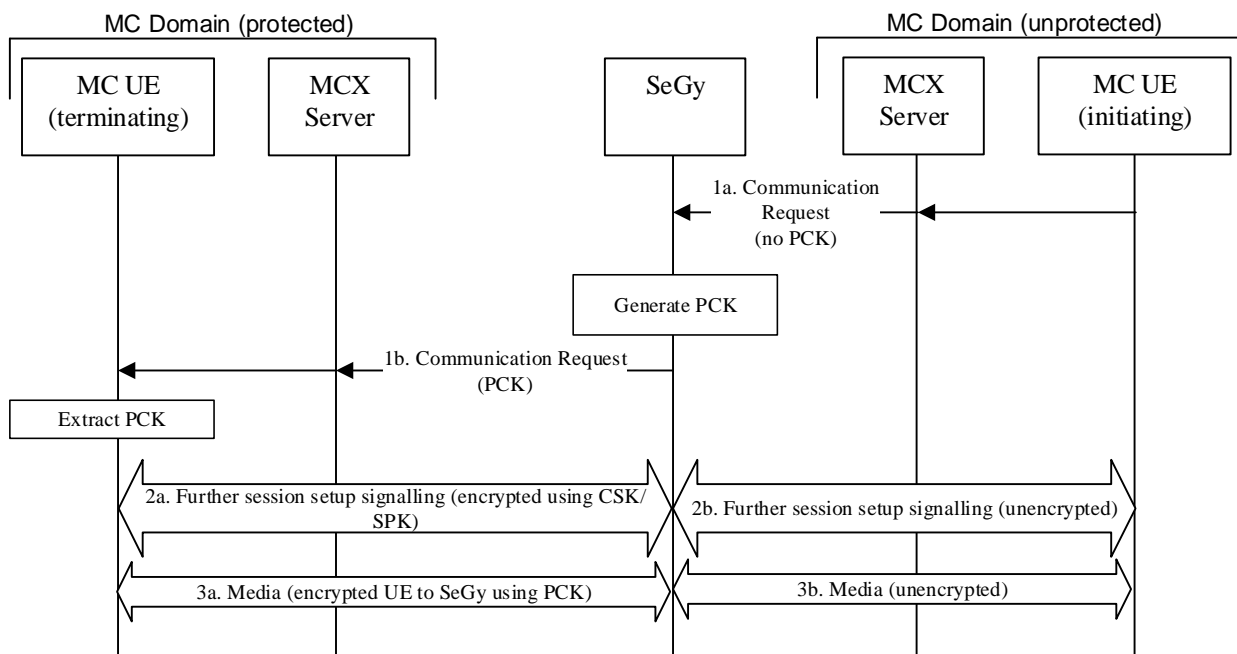 MC Domain (protected)
MC Domain (unprotected)
MC UE
(terminating)
MCX
Server
SeGy
MCX
Server
MC UE
(initiating)
1a. Communication
Request
(no PCK)
Generate PCK
1b. Communication Request
(PCK)
Extract PCK
2a. Further session setup signalling (encrypted using CSK/
SPK)
2b. Further session setup signalling (unencrypted)
3a. Media (encrypted UE to SeGy using PCK)
3b. Media (unencrypted)